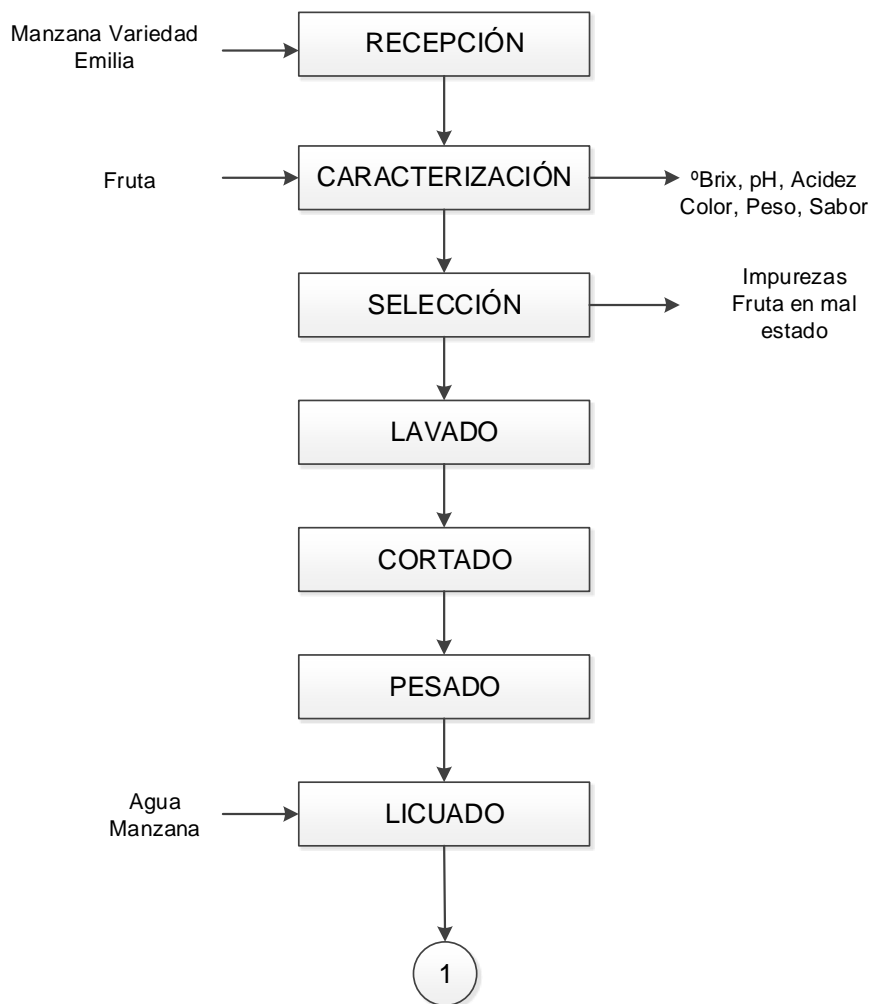 Manzana Variedad
Emilia
RECEPCIÓN
Fruta
CARACTERIZACIÓN
ºBrix, pH, Acidez
Color, Peso, Sabor
SELECCIÓN
Impurezas
Fruta en mal
estado
LAVADO
CORTADO
PESADO
Agua
Manzana
LICUADO
1